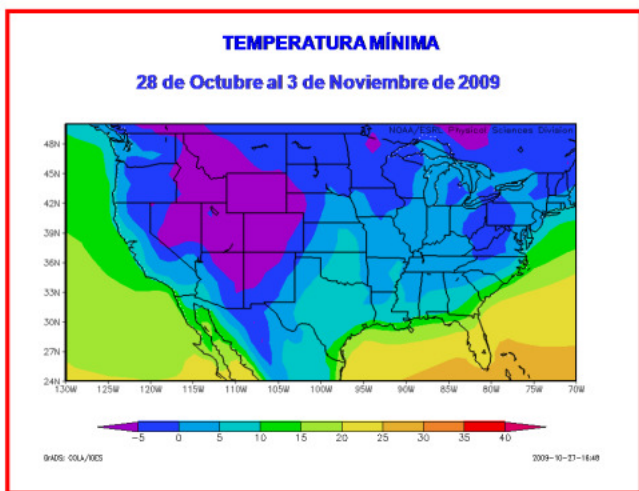 TEMPERATURA MÍNIMA
28 de Octubre al 3 de Noviembre de 2009
NOAA/ESRL Physical Sciences Division
48N
45N
42N
39N
36N
33N
30N
27N
24N
130W 125W 120W 115W 110W 105W 100W 95W 90W 85W 80W 75W 70W
-5 0 5 10 15 20 25 30 35 40
GrADS: COLA/IGES 2009-10-27-16:48